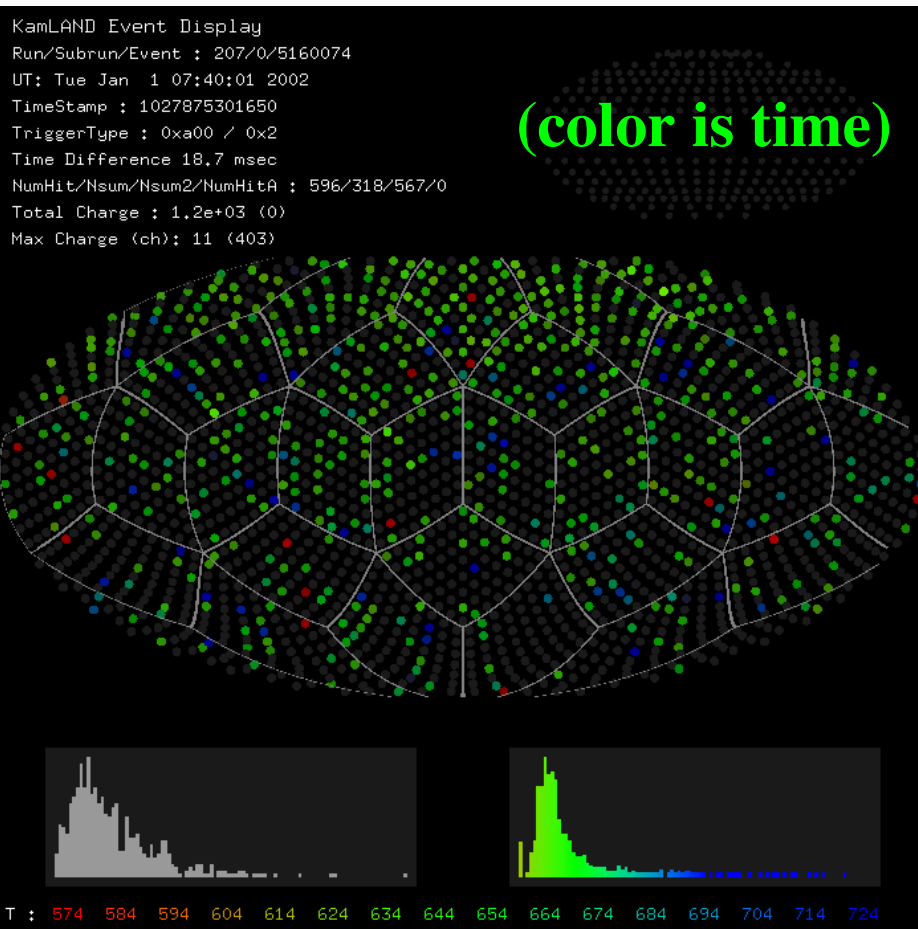 KamLAND Event Display
Run/Subrun/Event : 207/0/5160074
UT: Tue Jan  1 07:40:01 2002
TimeStamp : 1027875301650
TriggerType : 0xa00 / 0x2
Time Difference 18.7 msec
NumHit/Nsum/Nsum2/NumHitA : 596/318/567/0
Total Charge : 1.2e+03 (0)
Max Charge (ch): 11 (403)
(color is time)
T : 574 584 594 604 614 624 634 644 654 664 674 684 694 704 714 724